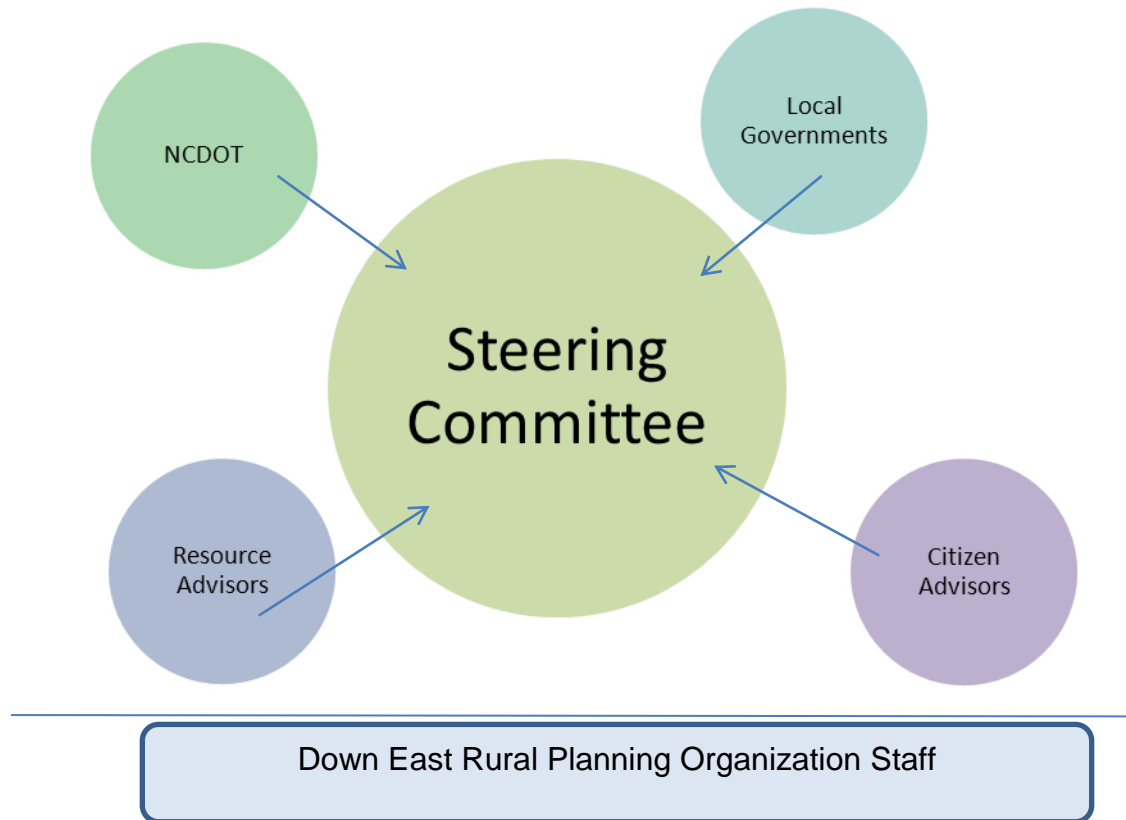 NCDOT
Local
Governments
Steering
Committee
Resource
Advisors
Citizen
Advisors
Down East Rural Planning Organization Staff